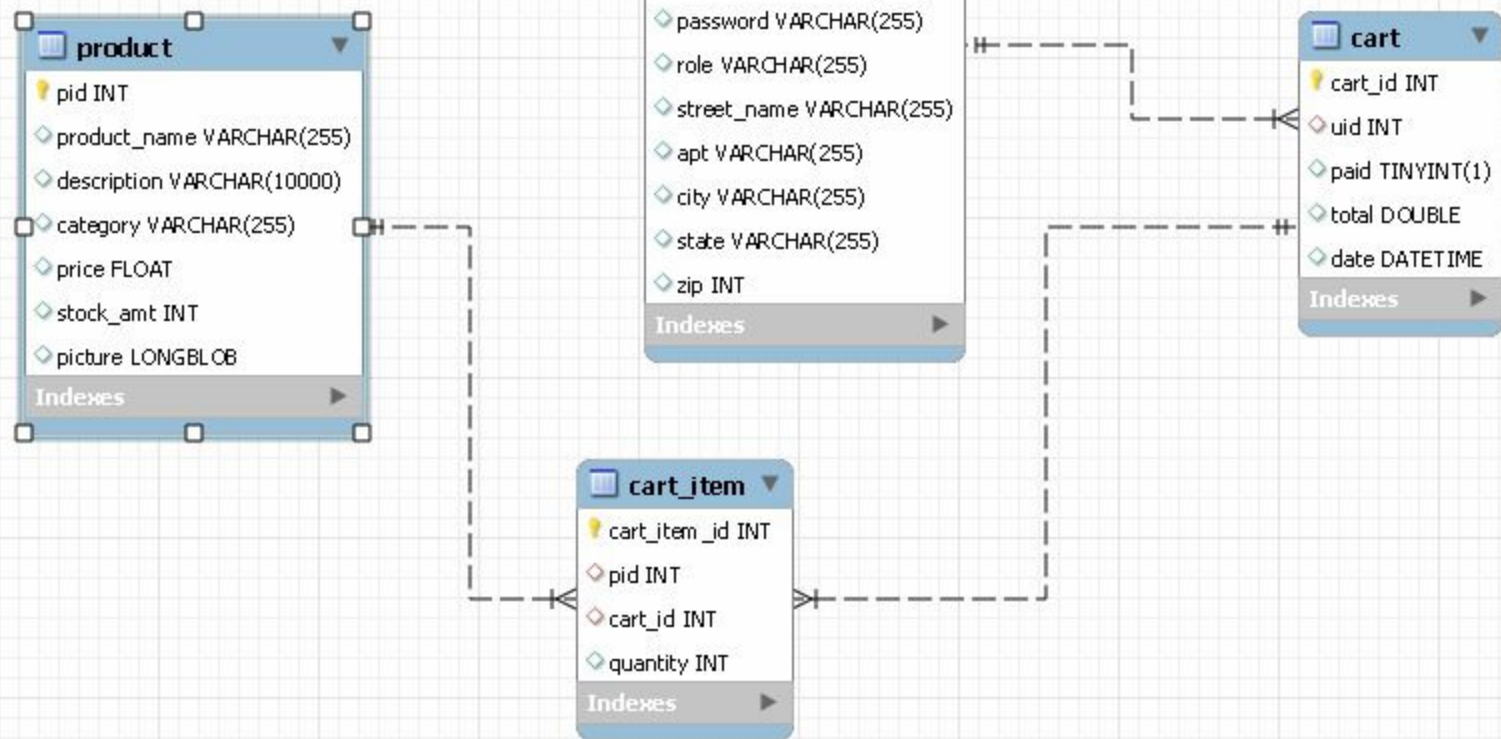 product
pid INT
product_name VARCHAR(255)
description VARCHAR(10000)
category VARCHAR(255)
price FLOAT
stock_amt INT
picture LONGBLOB
Indexes
password VARCHAR(255)
role VARCHAR(255)
street_name VARCHAR(255)
apt VARCHAR(255)
city VARCHAR(255)
state VARCHAR(255)
zip INT
Indexes
cart
cart_id INT
uid INT
paid TINYINT(1)
total DOUBLE
date DATETIME
Indexes
cart_item
cart_item _id INT
pid INT
cart_id INT
quantity INT
Indexes